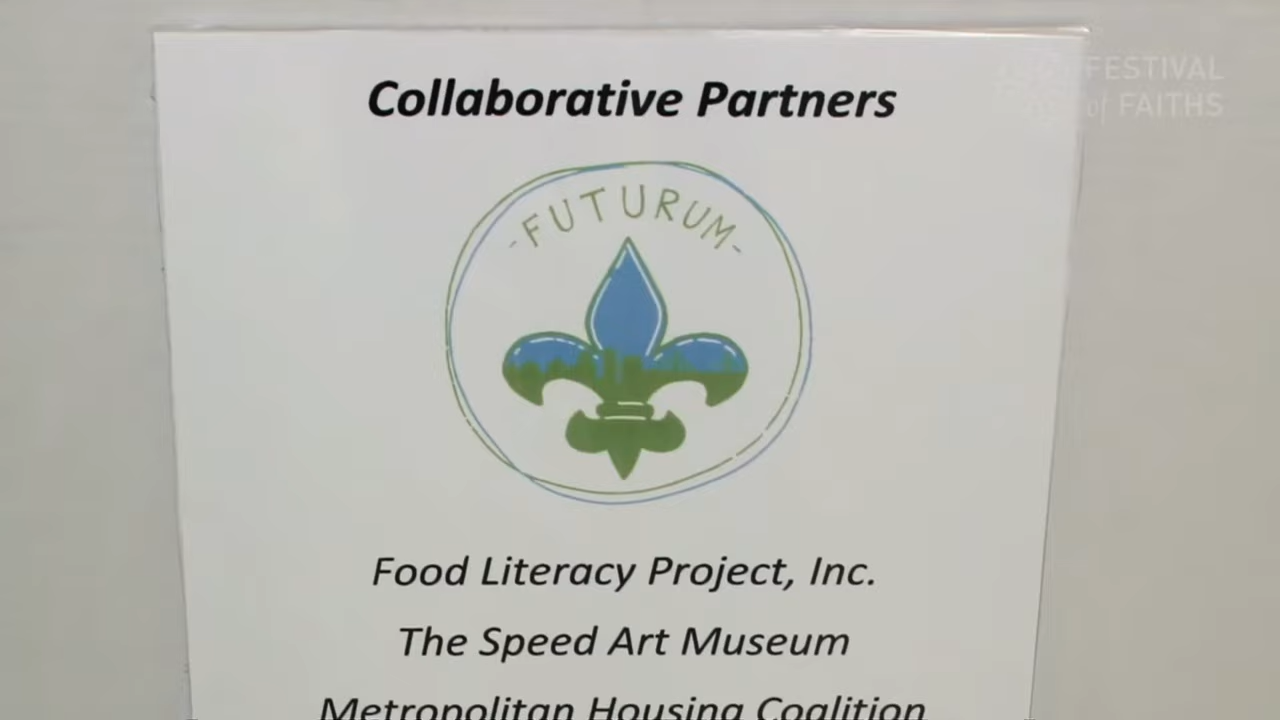 Collaborative Partners
FESTIVAL
of FAITHS
-FUTURUM-
Food Literacy Project, Inc.
The Speed Art Museum
Metropolitan Housing Coalition